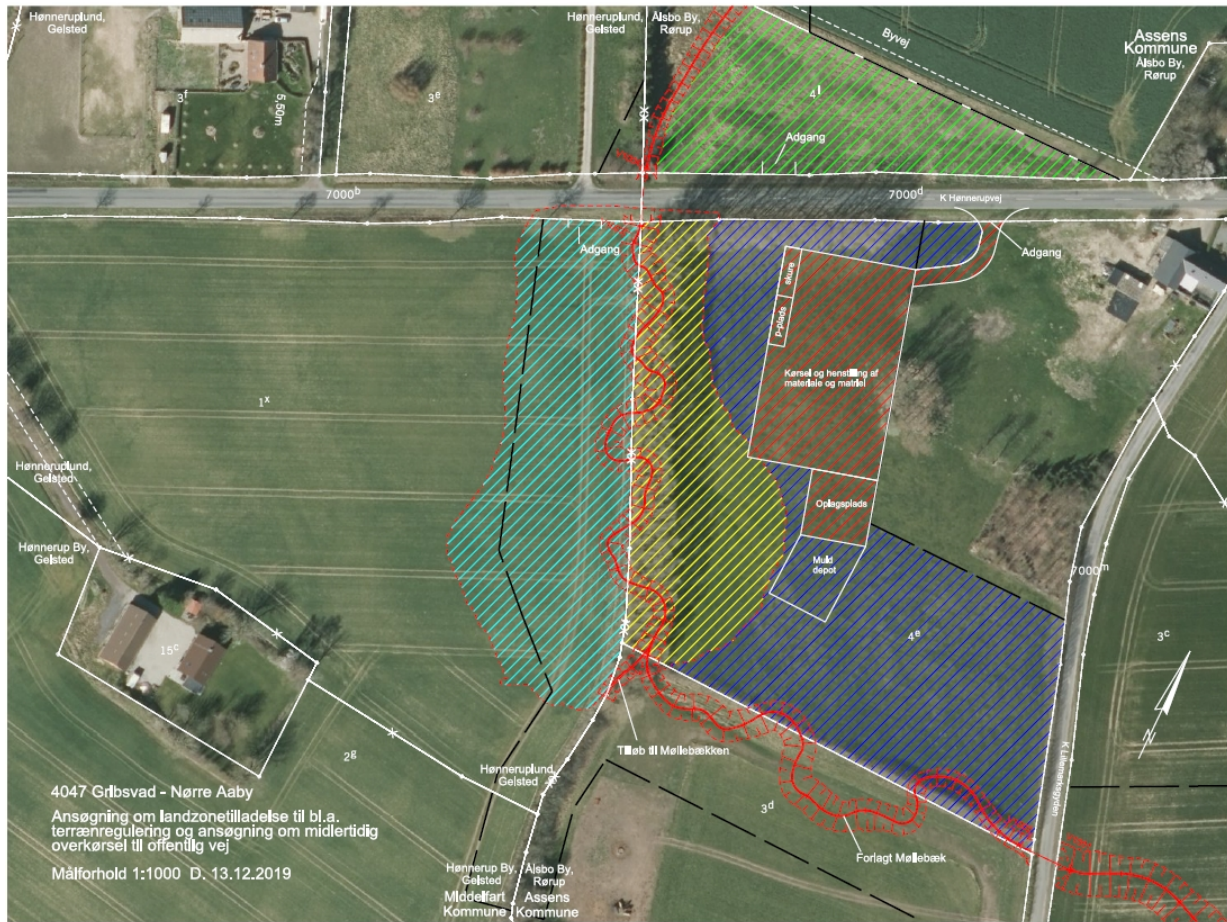 Hønneruplund,
Gelsted
Hønneruplund,
Gelsted
Ålsbo By,
Rørup
Byvej
Assens
Kommune
Ålsbo By,
Rørup
3f
5,50m
3e
4l
Adgang
7000b
7000d
K Hønnerupvej
Adgang
Adgang
skure
p-plads
Kørsel og henstilling af
materiale og matriel
1x
Hønneruplund,
Gelsted
Oplagsplads
Hønnerup By,
Gelsted
Muld
depot
7000m
15c
4e
3c
Tilløb til Møllebækken
2g
Hønneruplund,
Gelsted
K Lillemarksgyden
4047 Gribsvad - Nørre Aaby
Ansøgning om landzonetilladelse til bl.a.
terrænregulering og ansøgning om midlertidig
overkørsel til offentlig vej
Målforhold 1:1000 D. 13.12.2019
3d
Forlagt Møllebæk
Hønnerup By,
Gelsted
Ålsbo By,
Rørup
Middelfart
Kommune
Assens
Kommune
N